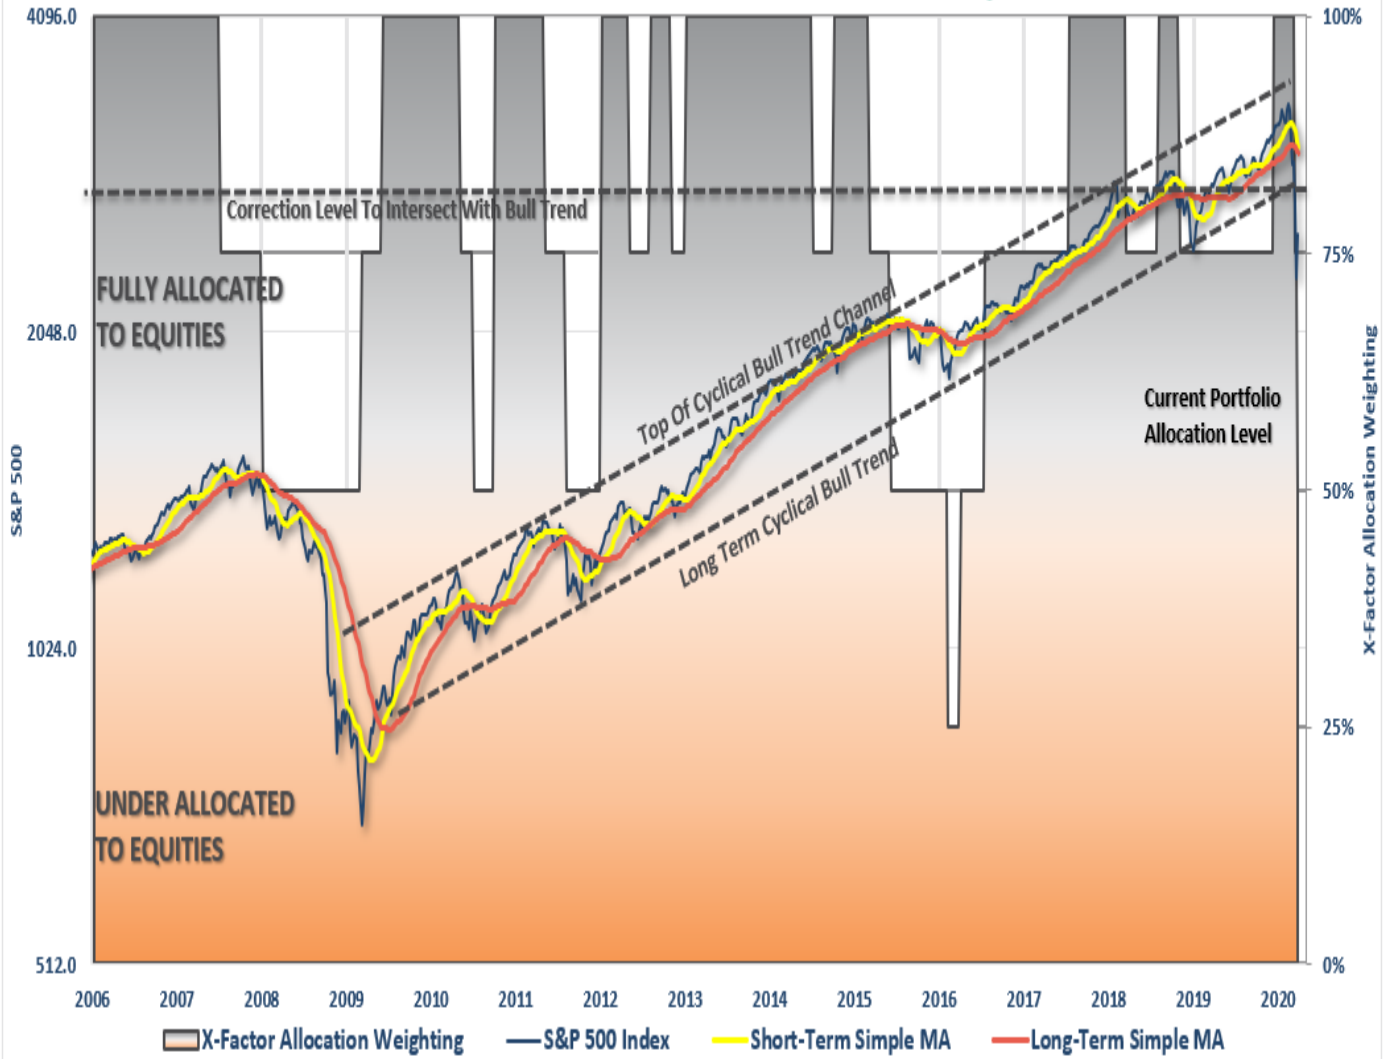 4096.0
100%
Correction Level To Intersect With Bull Trend
75%
FULLY ALLOCATED
TO EQUITIES
2048.0
Top Of Cyclical Bull Trend Channel
Current Portfolio
Allocation Level
Long Term Cyclical Bull Trend
S&P 500
X-Factor Allocation Weighting
50%
1024.0
25%
UNDER ALLOCATED
TO EQUITIES
512.0
0%
2006 2007 2008 2009 2010 2011 2012 2013 2014 2015 2016 2017 2018 2019 2020
X-Factor Allocation Weighting S&P 500 Index Short-Term Simple MA Long-Term Simple MA